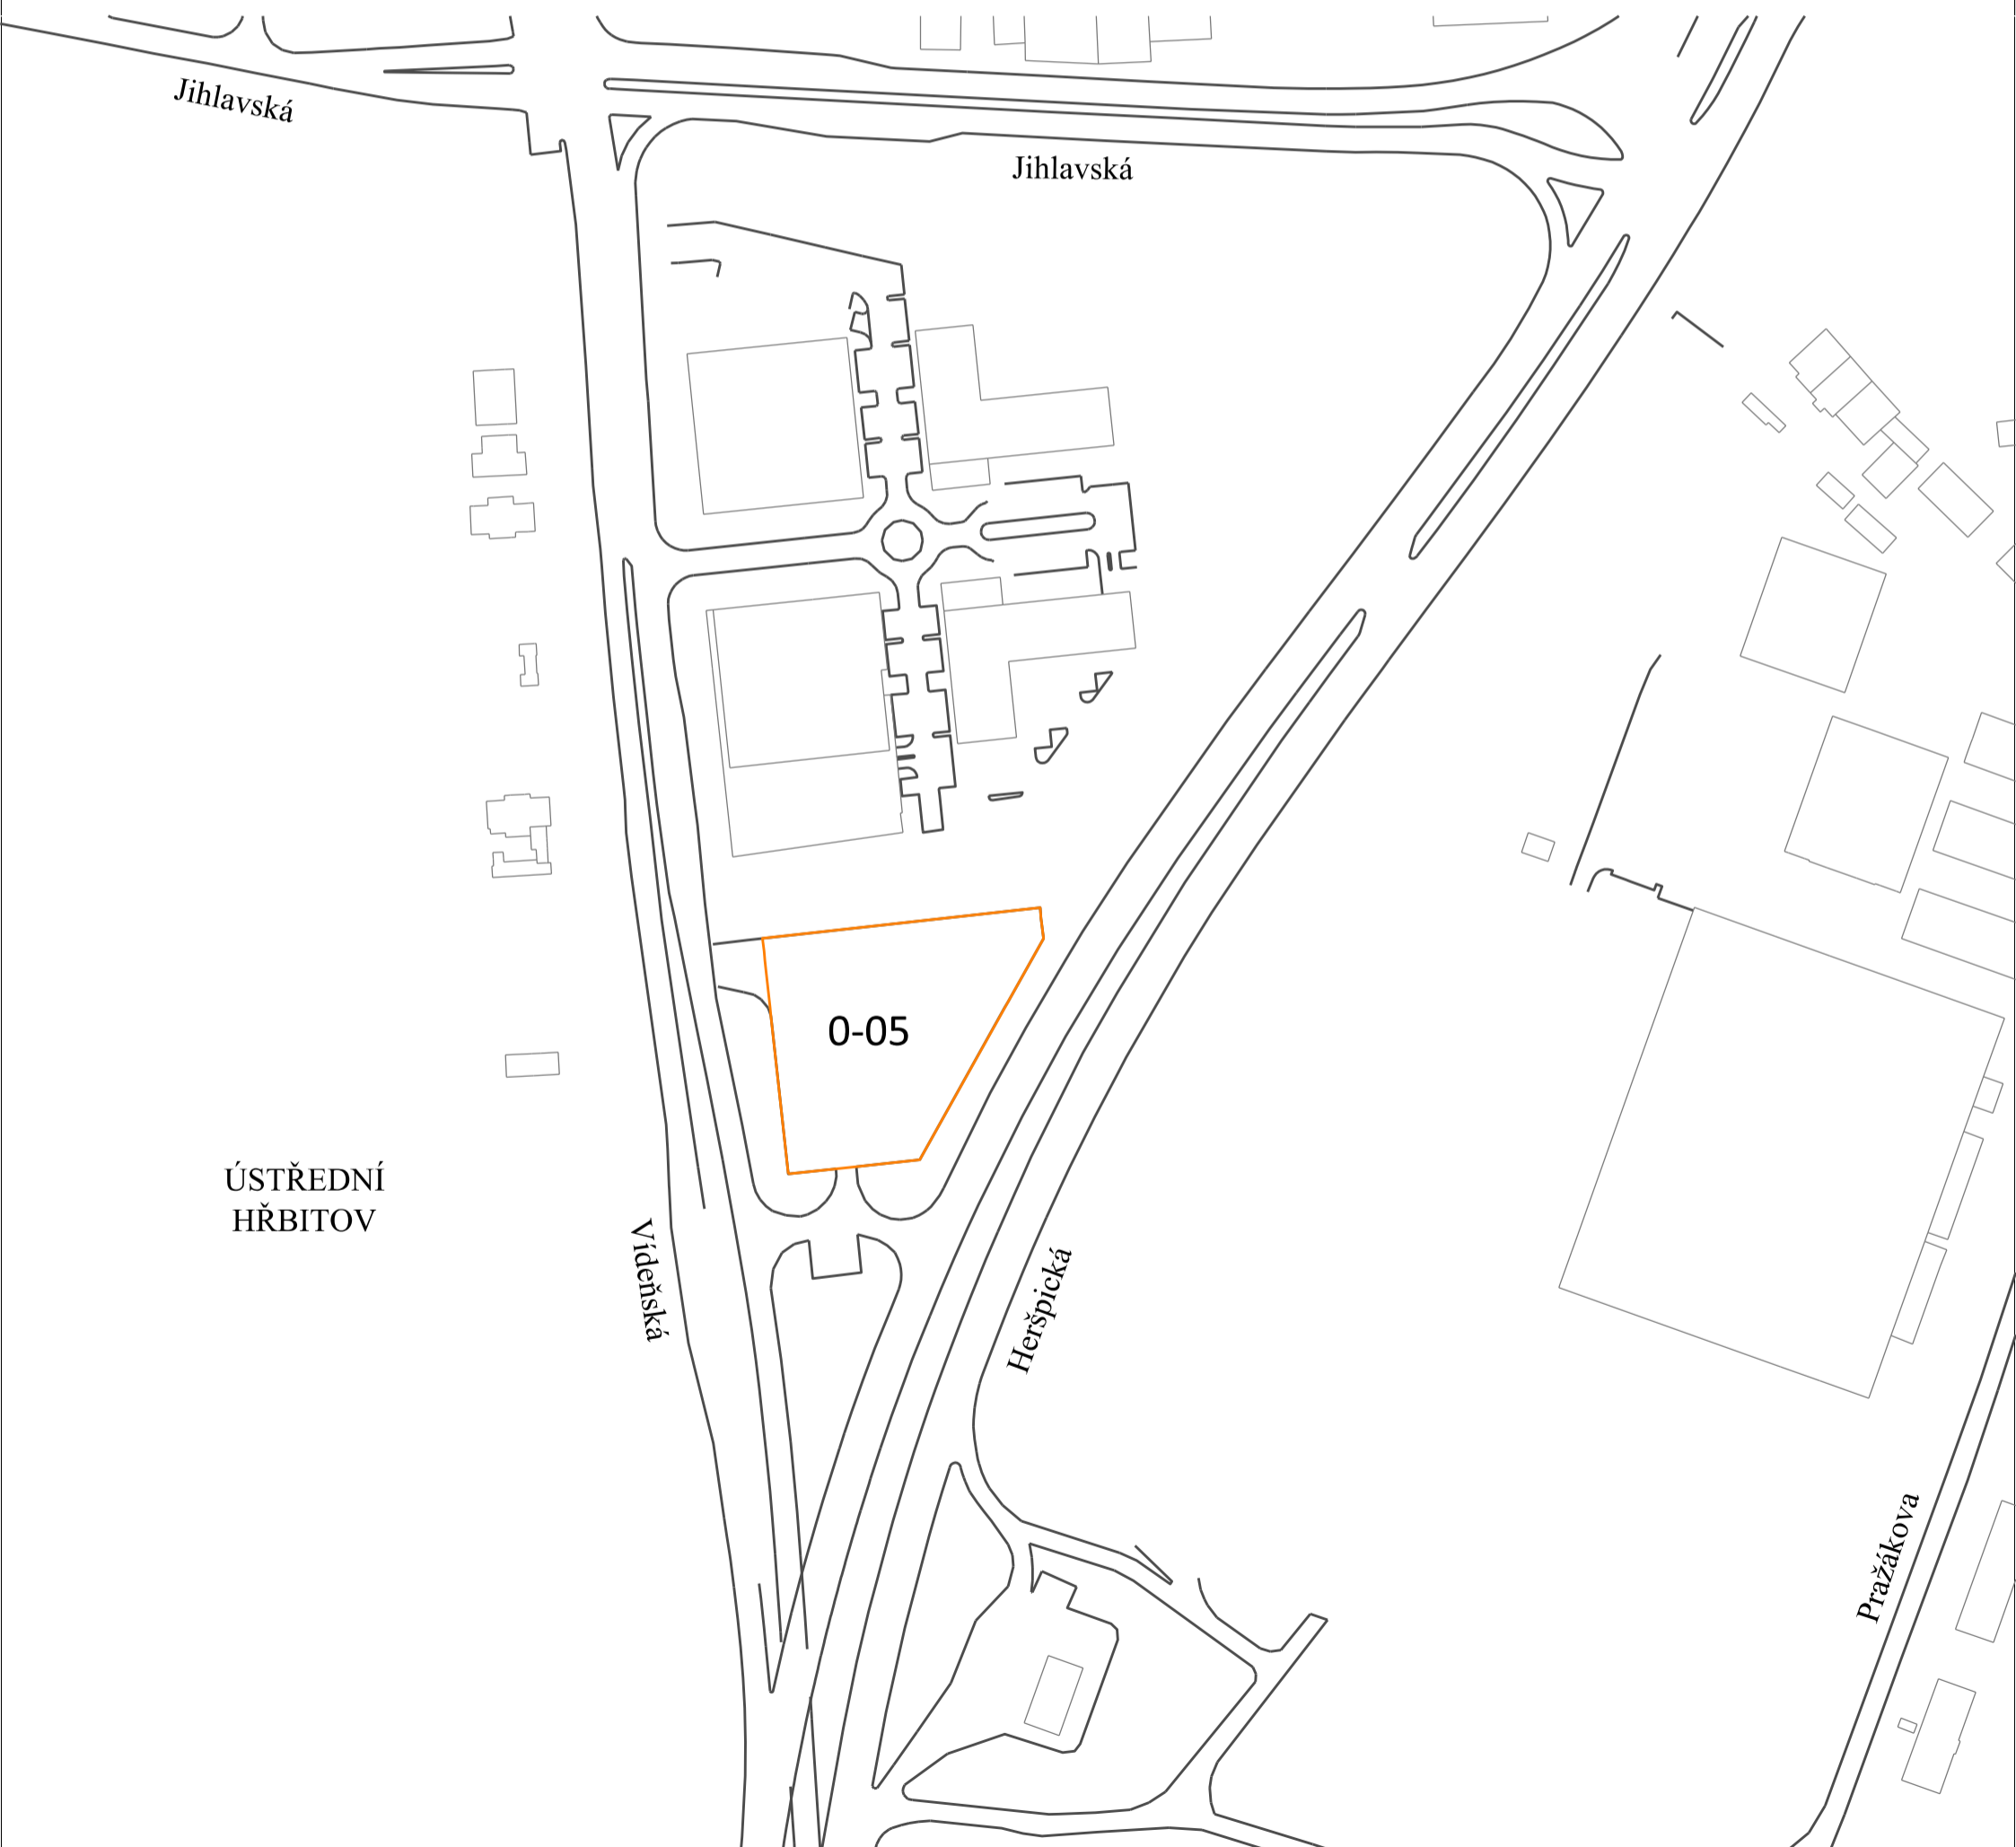 Jihlavská
Jihlavská
0-05
ÚSTŘEDNÍ
HŘBITOV
Vídeňská
Heršpická
Pražákova